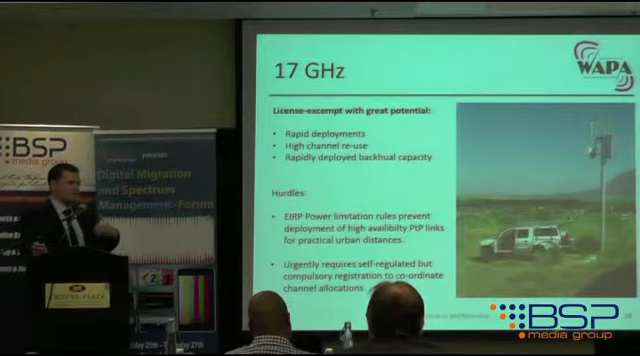 17 GHz
WAPA
License-excempt with great potential:
• Rapid deployments
• High channel re-use
• Rapidly deployed backhual capacity
Hurdles:
• EIRP Power limtation rules prevent
deployment of high availibilty PtP links
for practical urban distances.
• Urgently requires self-regulated but
compulsory registration to co-ordinate
channel allocations.
BSP
media group
Digital Migration
and Spectrum
Management-Forum
BSP
media group